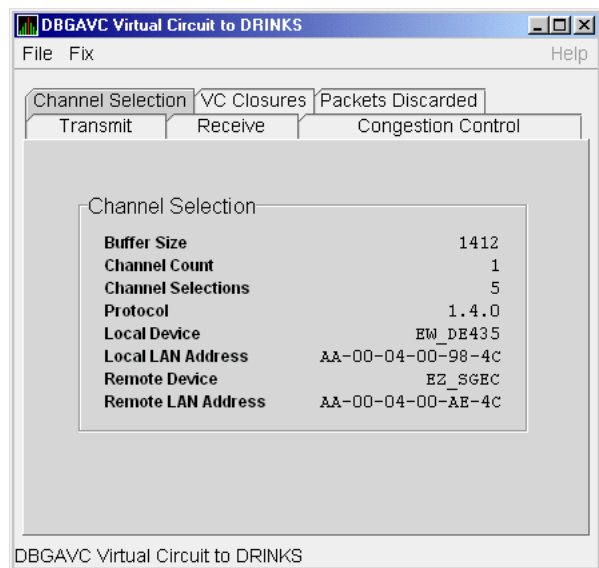 DBGAVC Virtual Circuit to DRINKS
File Fix Help
Channel Selection VC Closures Packets Discarded
Transmit Receive Congestion Control
Channel Selection
Buffer Size 1412
Channel Count 1
Channel Selections 5
Protocol 1.4.0
Local Device EW_DE435
Local LAN Address AA-00-04-00-98-4C
Remote Device EZ_SGEC
Remote LAN Address AA-00-04-00-AE-4C
DBGAVC Virtual Circuit to DRINKS